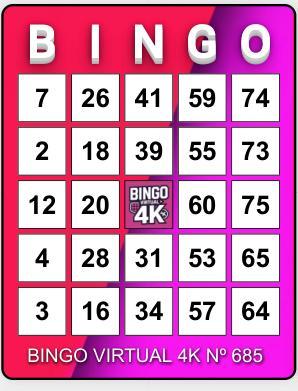 B I N G O
7 26 41 59 74
2 18 39 55 73
12 20 BINGO VIRTUAL 4K 60 75
4 28 31 53 65
3 16 34 57 64
BINGO VIRTUAL 4K Nº 685